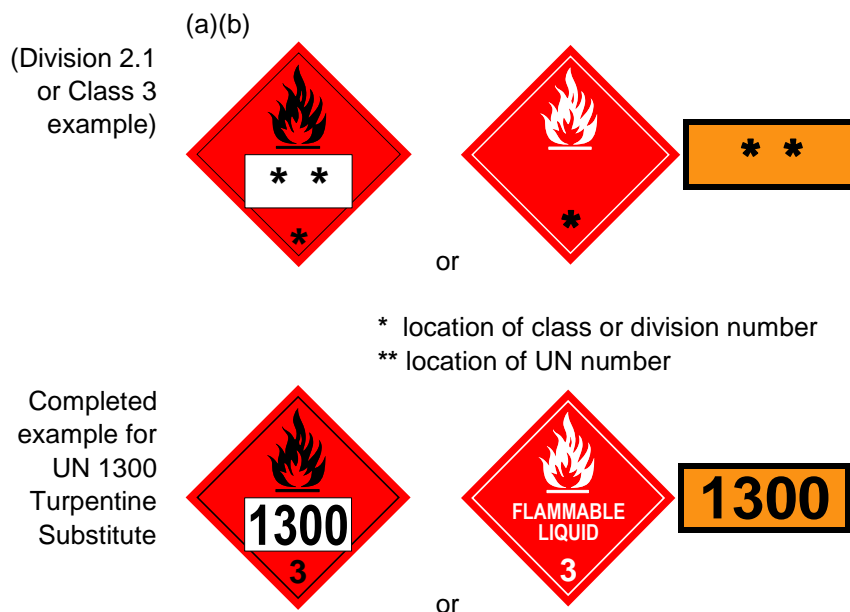 (a)(b)
(Division 2.1
or Class 3
example)
* *
*
or
*
* *
* location of class or division number
** location of UN number
Completed
example for
UN 1300
Turpentine
Substitute
1300
3
or
FLAMMABLE
LIQUID
3
1300